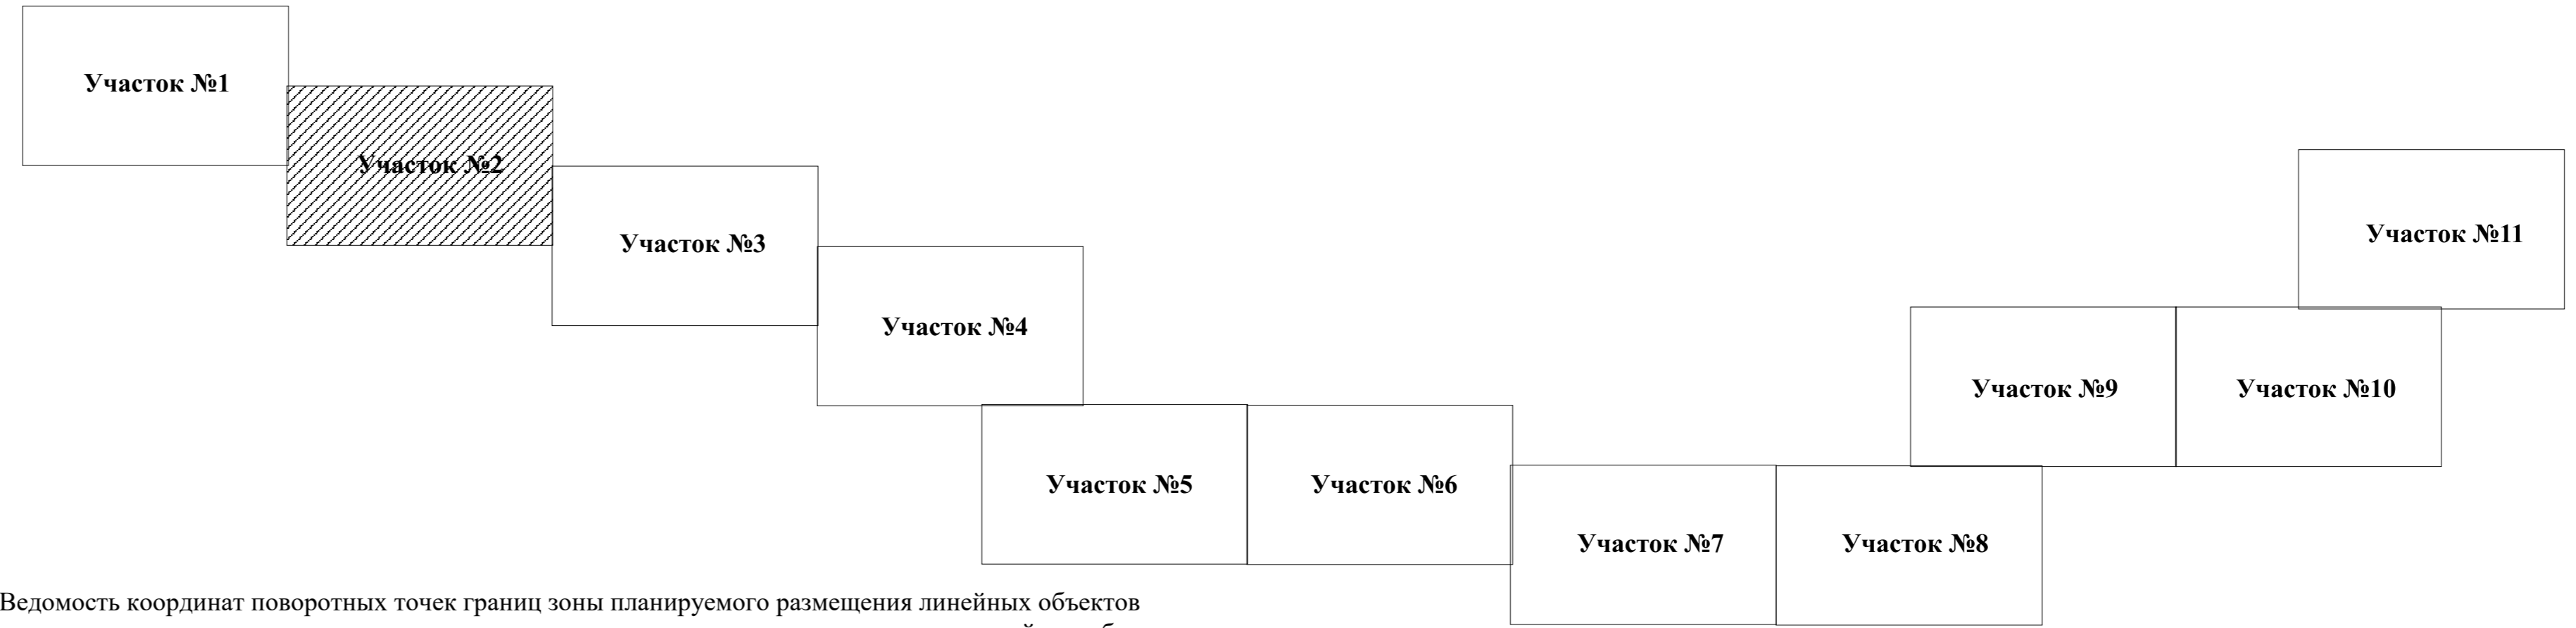 Участок №1
Участок №2
Участок №3
Участок №4
Участок №5
Участок №6
Участок №7
Участок №8
Участок №9
Участок №10
Участок №11
Ведомость координат поворотных точек границ зоны планируемого размещения линейных объектов